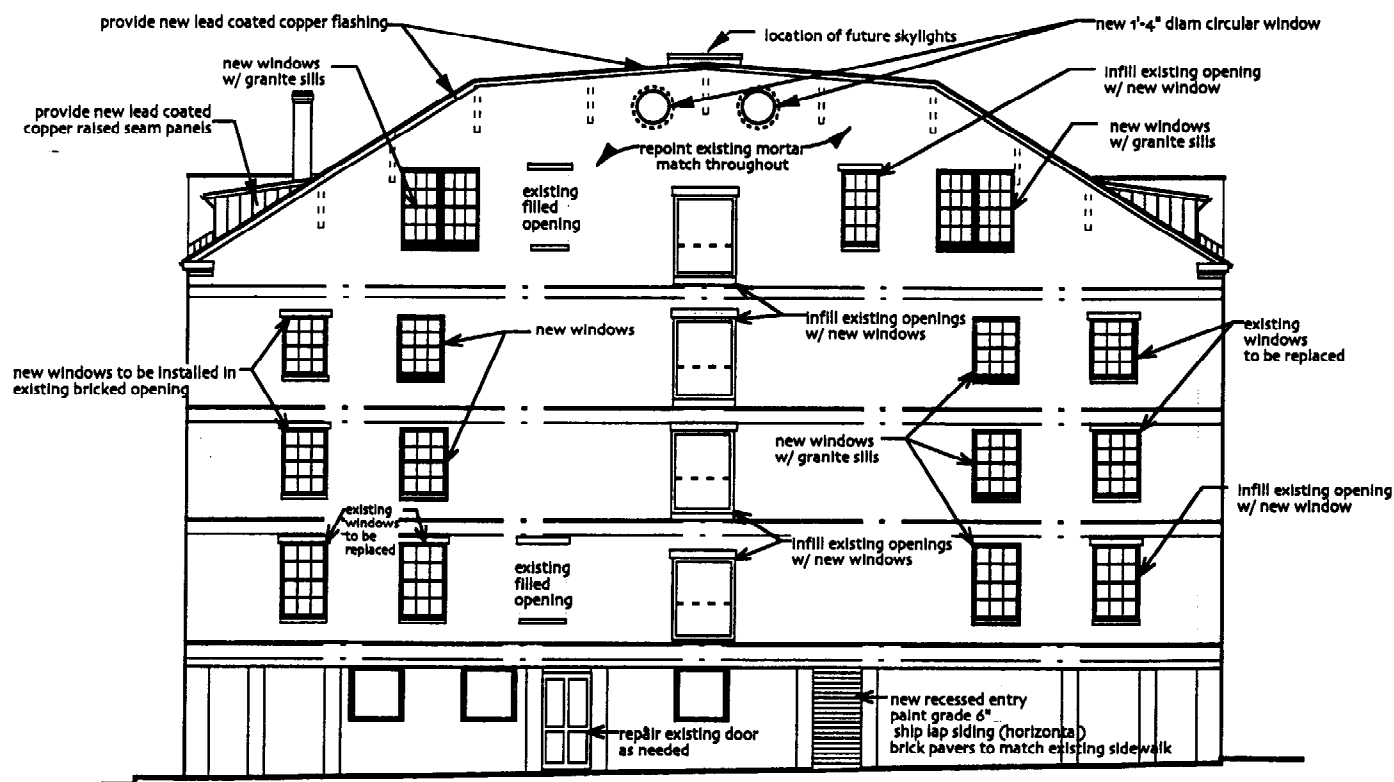 provide new lead coated copper flashing
location of future skylights
new 1'-4" diam circular window
new windows
w/ granite sills
infill existing opening
w/ new window
provide new lead coated
copper raised seam panels
new windows
w/ granite sills
repoint existing mortar
match throughout
existing
filled
opening
infill existing openings
w/ new windows
new windows
existing
windows
to be replaced
new windows to be installed in
existing bricked opening
new windows
w/ granite sills
infill existing opening
w/ new window
existing
windows
to be
replaced
infill existing openings
w/ new windows
existing
filled
opening
new recessed entry
paint grade 6"
ship lap siding (horizontal)
brick pavers to match existing sidewalk
repair existing door
as needed